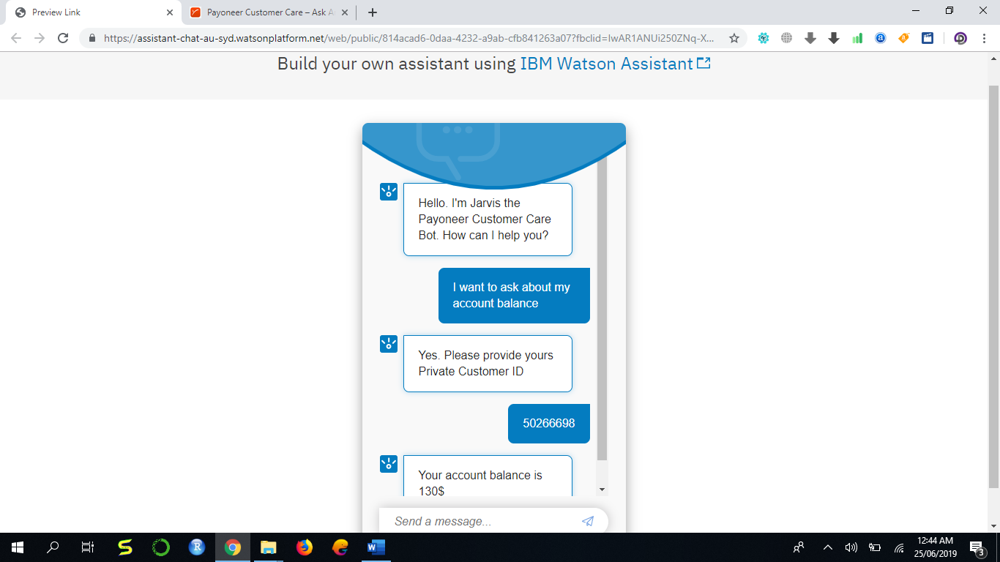 Preview Link
Payoneer Customer Care – Ask A
https://assistant-chat-au-syd.watsonplatform.net/web/public/814acad6-0daa-4232-a9ab-cfb841263a07?fbclid=IwAR1ANUi250ZNq-X...
Build your own assistant using IBM Watson Assistant
Hello. I'm Jarvis the
Payoneer Customer Care
Bot. How can I help you?
I want to ask about my
account balance
Yes. Please provide yours
Private Customer ID
50266698
Your account balance is
130$
Send a message...
12:44 AM
25/06/2019
3